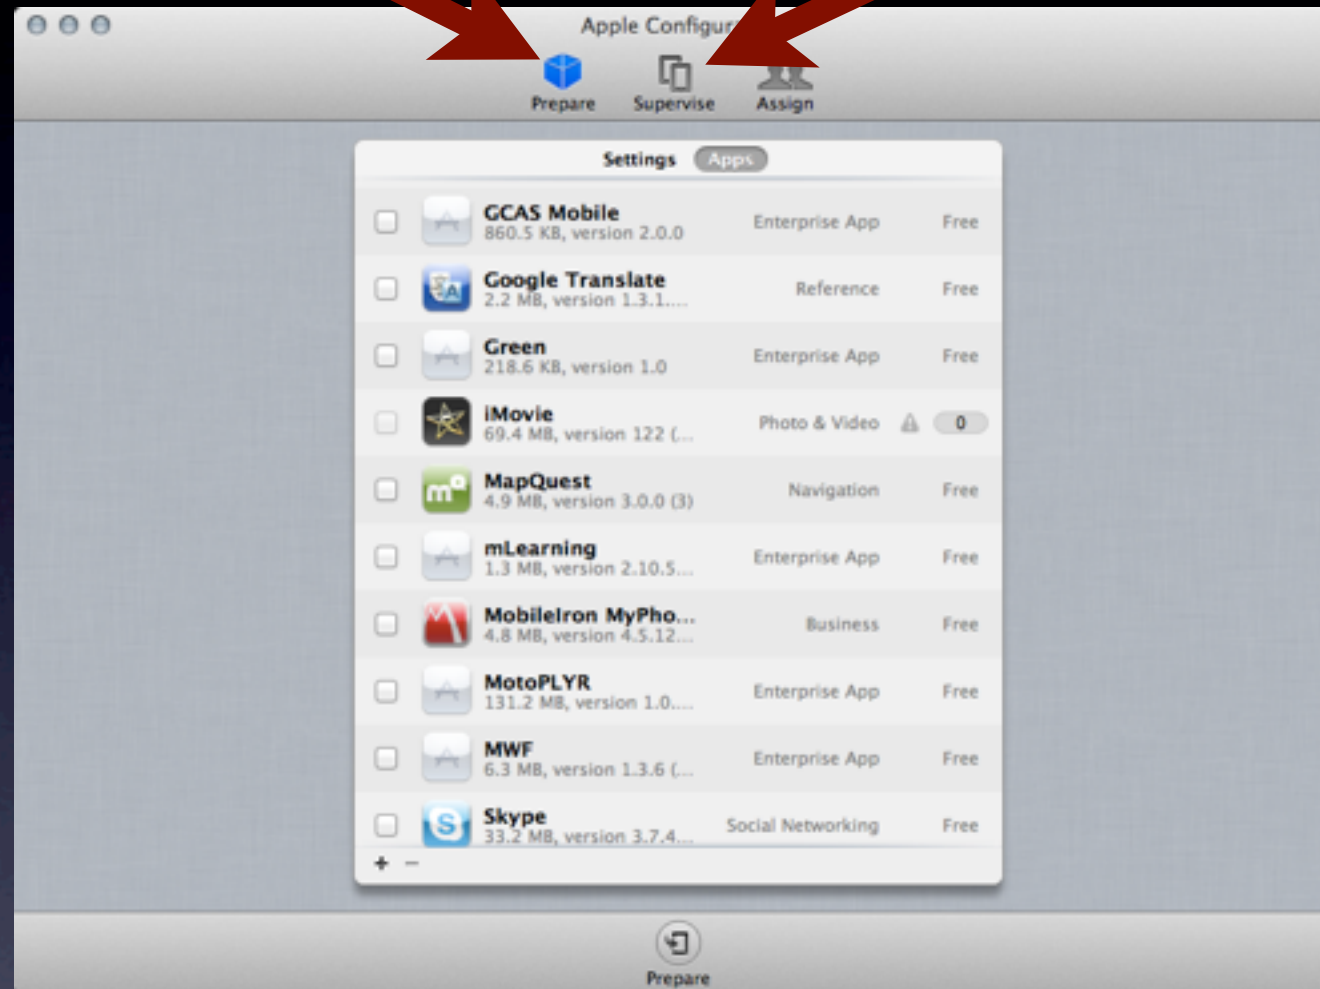 Apple Configur
Prepare Supervise Assign
Settings Apps
GCAS Mobile
860.5 KB, version 2.0.0 Enterprise App Free
Google Translate
2.2 MB, version 1.3.1.... Reference Free
Green
218.6 KB, version 1.0 Enterprise App Free
iMovie
69.4 MB, version 122 (... Photo & Video 0
MapQuest
4.9 MB, version 3.0.0 (3) Navigation Free
mLearning
1.3 MB, version 2.10.5... Enterprise App Free
MobileIron MyPho...
4.8 MB, version 4.5.12... Business Free
MotoPLYR
131.2 MB, version 1.0.... Enterprise App Free
MWF
6.3 MB, version 1.3.6 (... Enterprise App Free
Skype
33.2 MB, version 3.7.4... Social Networking Free
+ −
Prepare